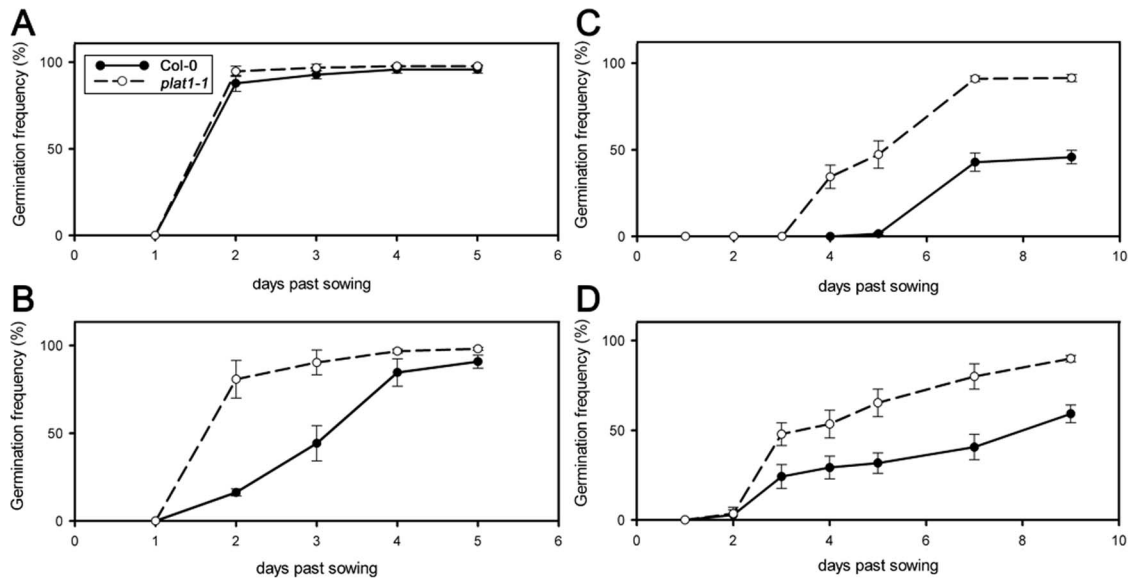 A
Germination frequency (%)
100
50
0
Col-0
plat1-1
0 1 2 3 4 5 6
days past sowing
B
Germination frequency (%)
100
50
0
0 1 2 3 4 5 6
days past sowing
C
Germination frequency (%)
100
50
0
0 2 4 6 8 10
days past sowing
D
Germination frequency (%)
100
50
0
0 2 4 6 8 10
days past sowing